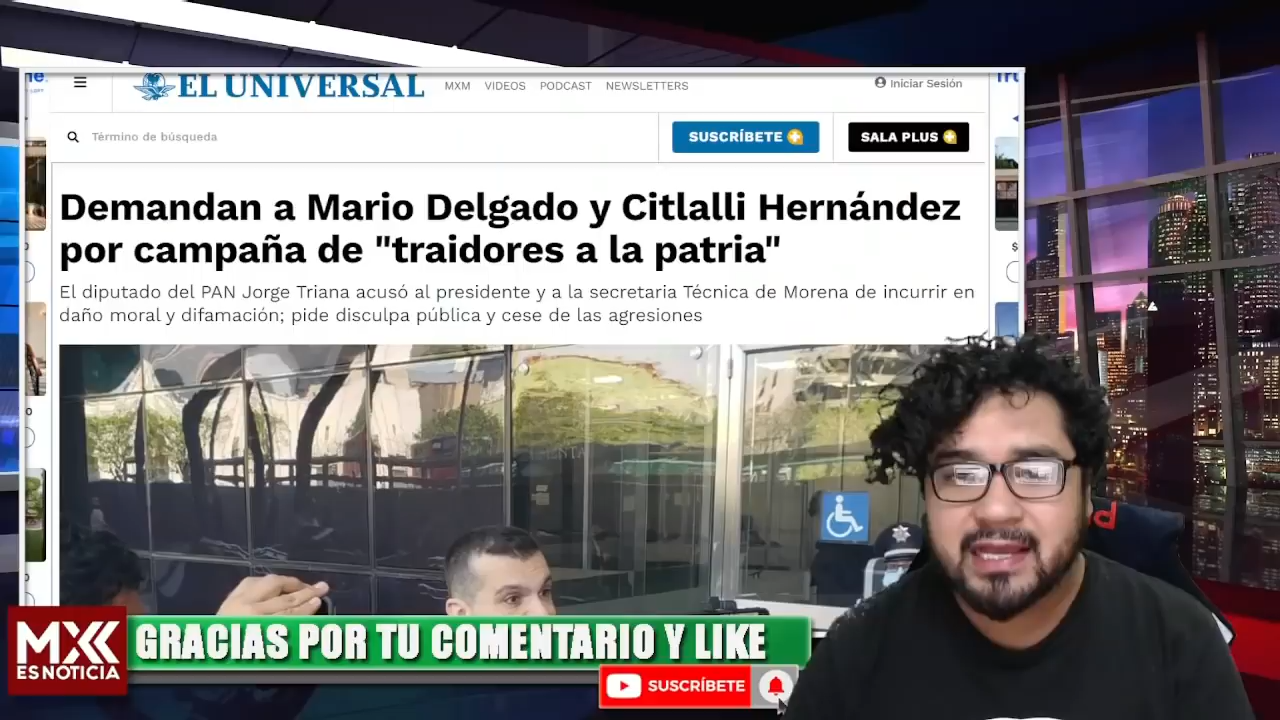 EL UNIVERSAL
MXM VIDEOS PODCAST NEWSLETTERS
Iniciar Sesión
Término de búsqueda
SUSCRÍBETE
SALA PLUS
Demandan a Mario Delgado y Citlalli Hernández
por campaña de "traidores a la patria"
El diputado del PAN Jorge Triana acusó al presidente y a la secretaria Técnica de Morena de incurrir en
daño moral y difamación; pide disculpa pública y cese de las agresiones
MXX
ES NOTICIA
GRACIAS POR TU COMENTARIO Y LIKE
SUSCRÍBETE